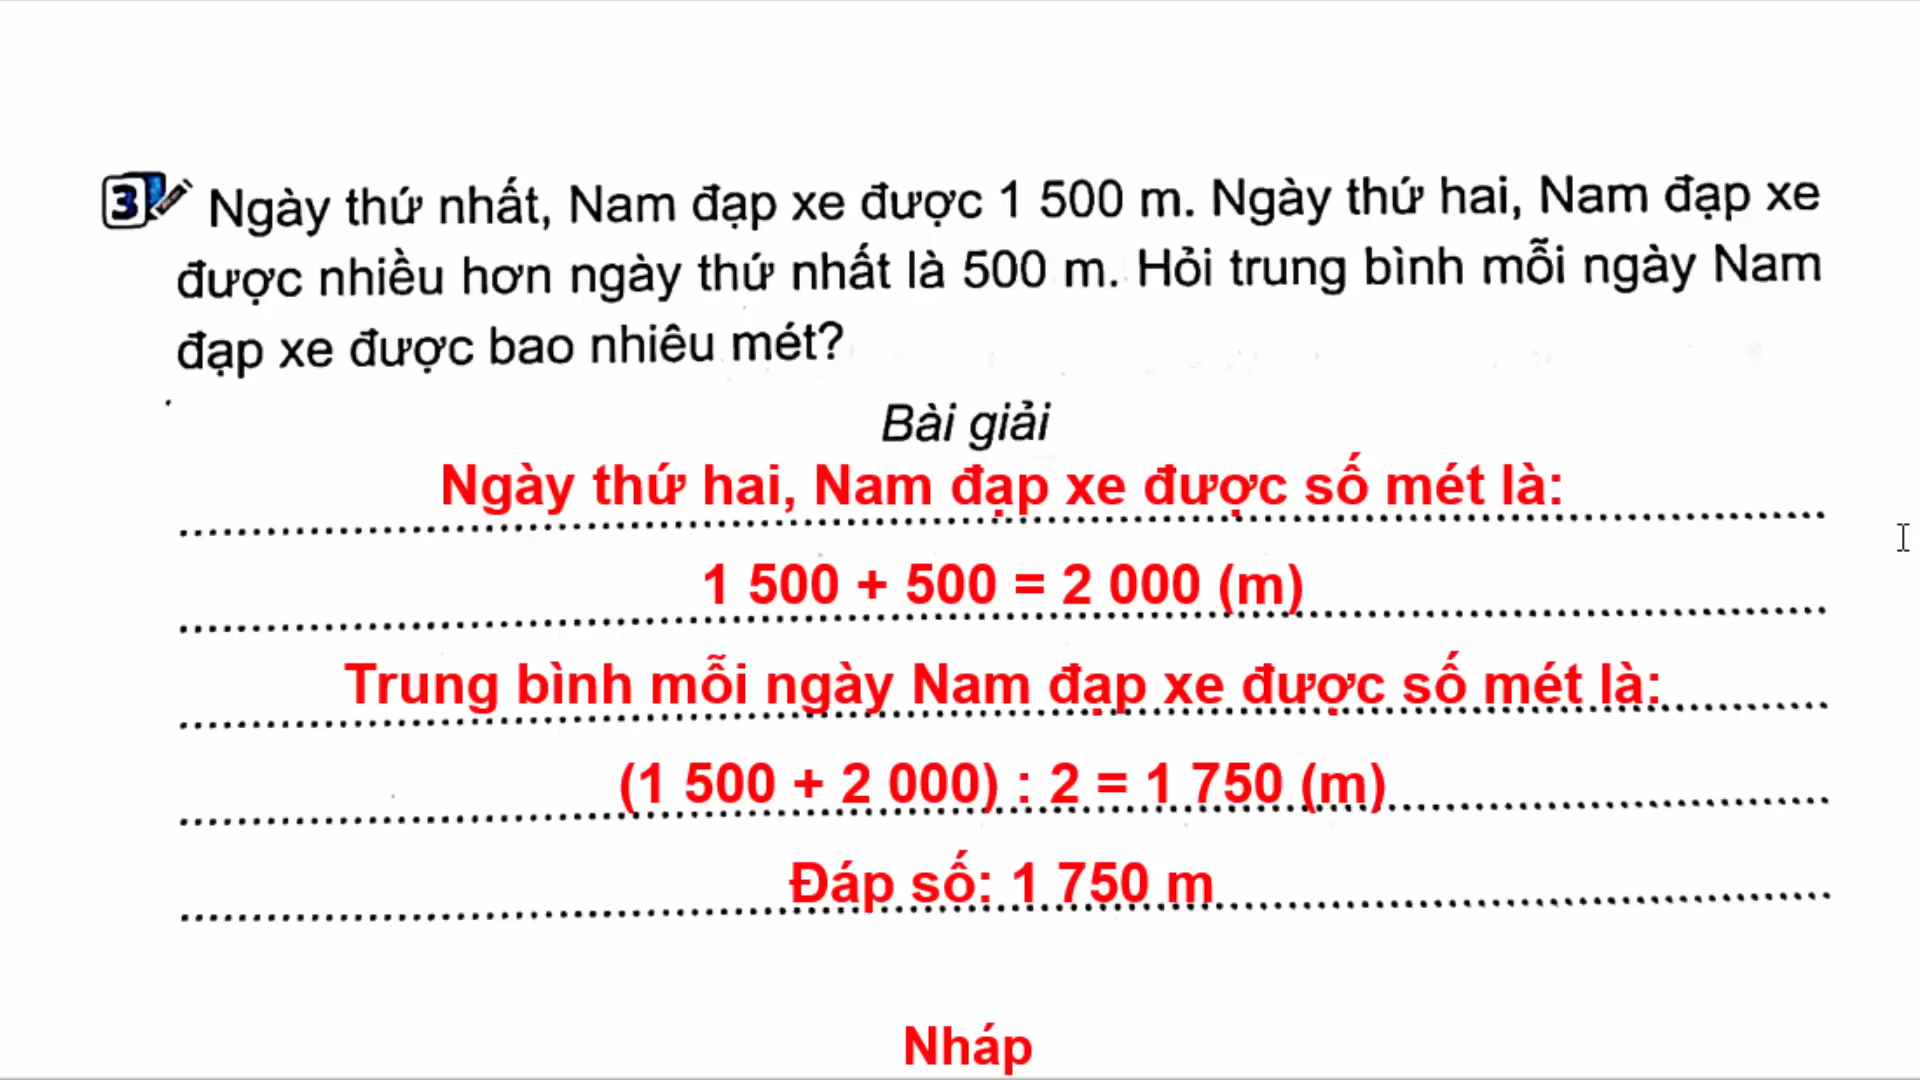 3 Ngày thứ nhất, Nam đạp xe được 1 500 m. Ngày thứ hai, Nam đạp xe
được nhiều hơn ngày thứ nhất là 500 m. Hỏi trung bình mỗi ngày Nam
đạp xe được bao nhiêu mét?
Bài giải
Ngày thứ hai, Nam đạp xe được số mét là:
1 500 + 500 = 2 000 (m)
Trung bình mỗi ngày Nam đạp xe được số mét là:
(1 500 + 2 000) : 2 = 1 750 (m)
Đáp số: 1 750 m
Nháp